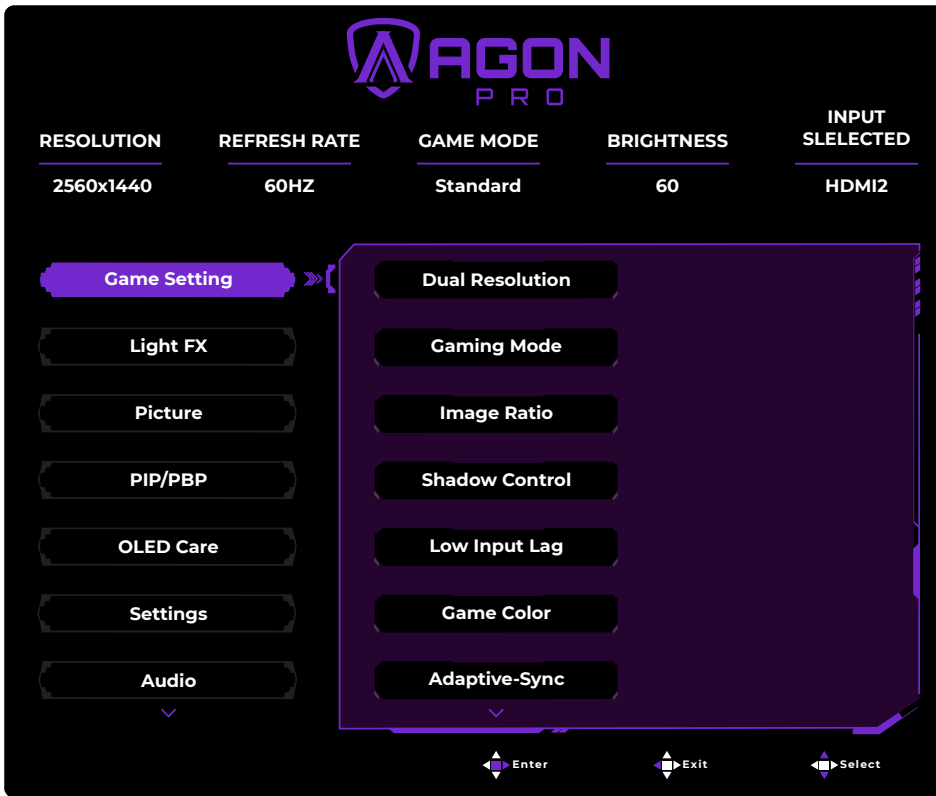 AGON
PRO
RESOLUTION
REFRESH RATE
GAME MODE
BRIGHTNESS
INPUT
SLELECTED
2560x1440
60HZ
Standard
60
HDMI2
Game Setting
Light FX
Picture
PIP/PBP
OLED Care
Settings
Audio
Dual Resolution
Gaming Mode
Image Ratio
Shadow Control
Low Input Lag
Game Color
Adaptive-Sync
Enter
Exit
Select